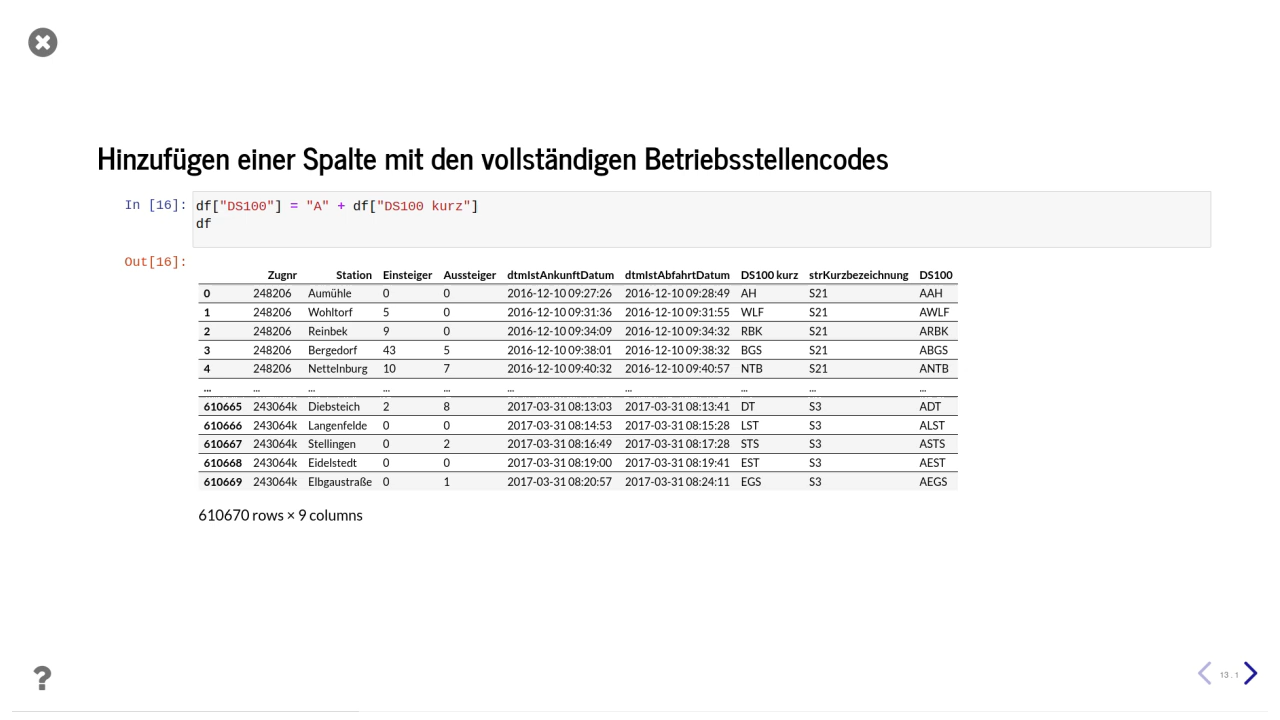 Hinzufügen einer Spalte mit den vollständigen Betriebsstellencodes
In [16]: df["DS100"] = "A" + df["DS100 kurz"]
df
Out[16]:
Zugnr Station Einsteiger Aussteiger dtmIstAnkunftDatum dtmIstAbfahrtDatum DS100 kurz strKurzbezeichnung DS100
0 248206 Aumühle 0 0 2016-12-10 09:27:26 2016-12-10 09:28:49 AH S21 AAH
1 248206 Wohltorf 5 0 2016-12-10 09:31:36 2016-12-10 09:31:55 WLF S21 AWLF
2 248206 Reinbek 9 0 2016-12-10 09:34:09 2016-12-10 09:34:32 RBK S21 ARBK
3 248206 Bergedorf 43 5 2016-12-10 09:38:01 2016-12-10 09:38:32 BGS S21 ABGS
4 248206 Nettelnburg 10 7 2016-12-10 09:40:32 2016-12-10 09:40:57 NTB S21 ANTB
... ... ... ... ... ... ... ... ... ...
610665 243064k Diebsteich 2 8 2017-03-31 08:13:03 2017-03-31 08:13:41 DT S3 ADT
610666 243064k Langenfelde 0 0 2017-03-31 08:14:53 2017-03-31 08:15:28 LST S3 ALST
610667 243064k Stellingen 0 2 2017-03-31 08:16:49 2017-03-31 08:17:28 STS S3 ASTS
610668 243064k Eidelstedt 0 0 2017-03-31 08:19:00 2017-03-31 08:19:41 EST S3 AEST
610669 243064k Elbgaustraße 0 1 2017-03-31 08:20:57 2017-03-31 08:24:11 EGS S3 AEGS
610670 rows × 9 columns
?
13 . 1